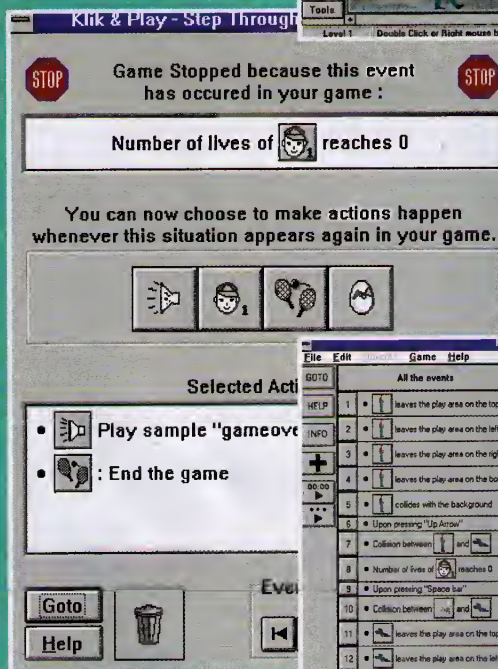 Klik & Play - Step Through
Tools
Level 1 Double Click or Right mouse b
STOP
Game Stopped because this event
has occured in your game :
STOP
Number of lives of 1 reaches 0
You can now choose to make actions happen
whenever this situation appears again in your game.
1
Selected Acti
• Play sample "gameove
• : End the game
Goto
Help
Eve
File Edit Game Help
GOTO
HELP
INFO
00:00
All the events
1 • leaves the play area on the top
2 • leaves the play area on the left
3 • leaves the play area on the righ
4 • leaves the play area on the bo
5 • collides with the background
6 • Upon pressing "Up Arrow"
7 • Collision between and
8 • Number of lives of reaches 0
9 • Upon pressing "Space bar"
10 • Collision between and
11 • leaves the play area on the top
12 • leaves the play area on the left